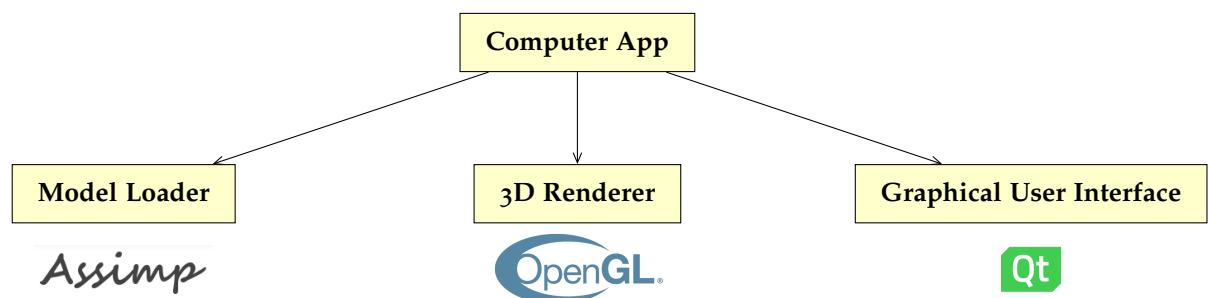 Computer App
Model Loader
3D Renderer
Graphical User Interface
Assimp
OpenGL.
Qt